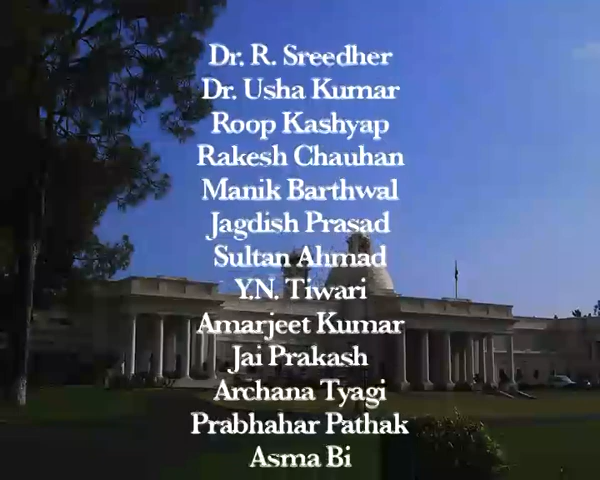 Dr. R. Sreedher
Dr. Usha Kumar
Roop Kashyap
Rakesh Chauhan
Manik Barthwal
Jagdish Prasad
Sultan Ahmad
Y.N. Tiwari
Amarjeet Kumar
Jai Prakash
Archana Tyagi
Prabhahar Pathak
Asma Bi